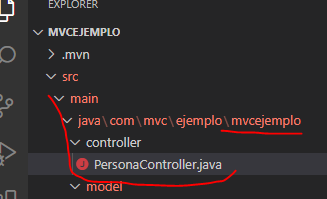 EXPLORER
MVCEJEMPLO
.mvn
src
main
java\com\mvc\ejemplo\mvcejemplo
controller
J PersonaController.java
model